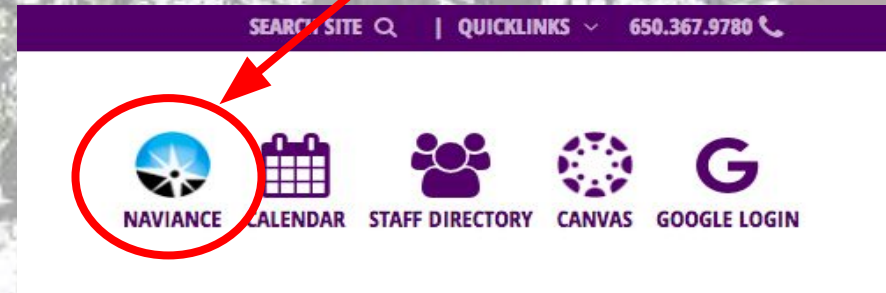 SEARCH SITE | QUICKLINKS 650.367.9780
NAVIANCE CALENDAR STAFF DIRECTORY CANVAS GOOGLE LOGIN